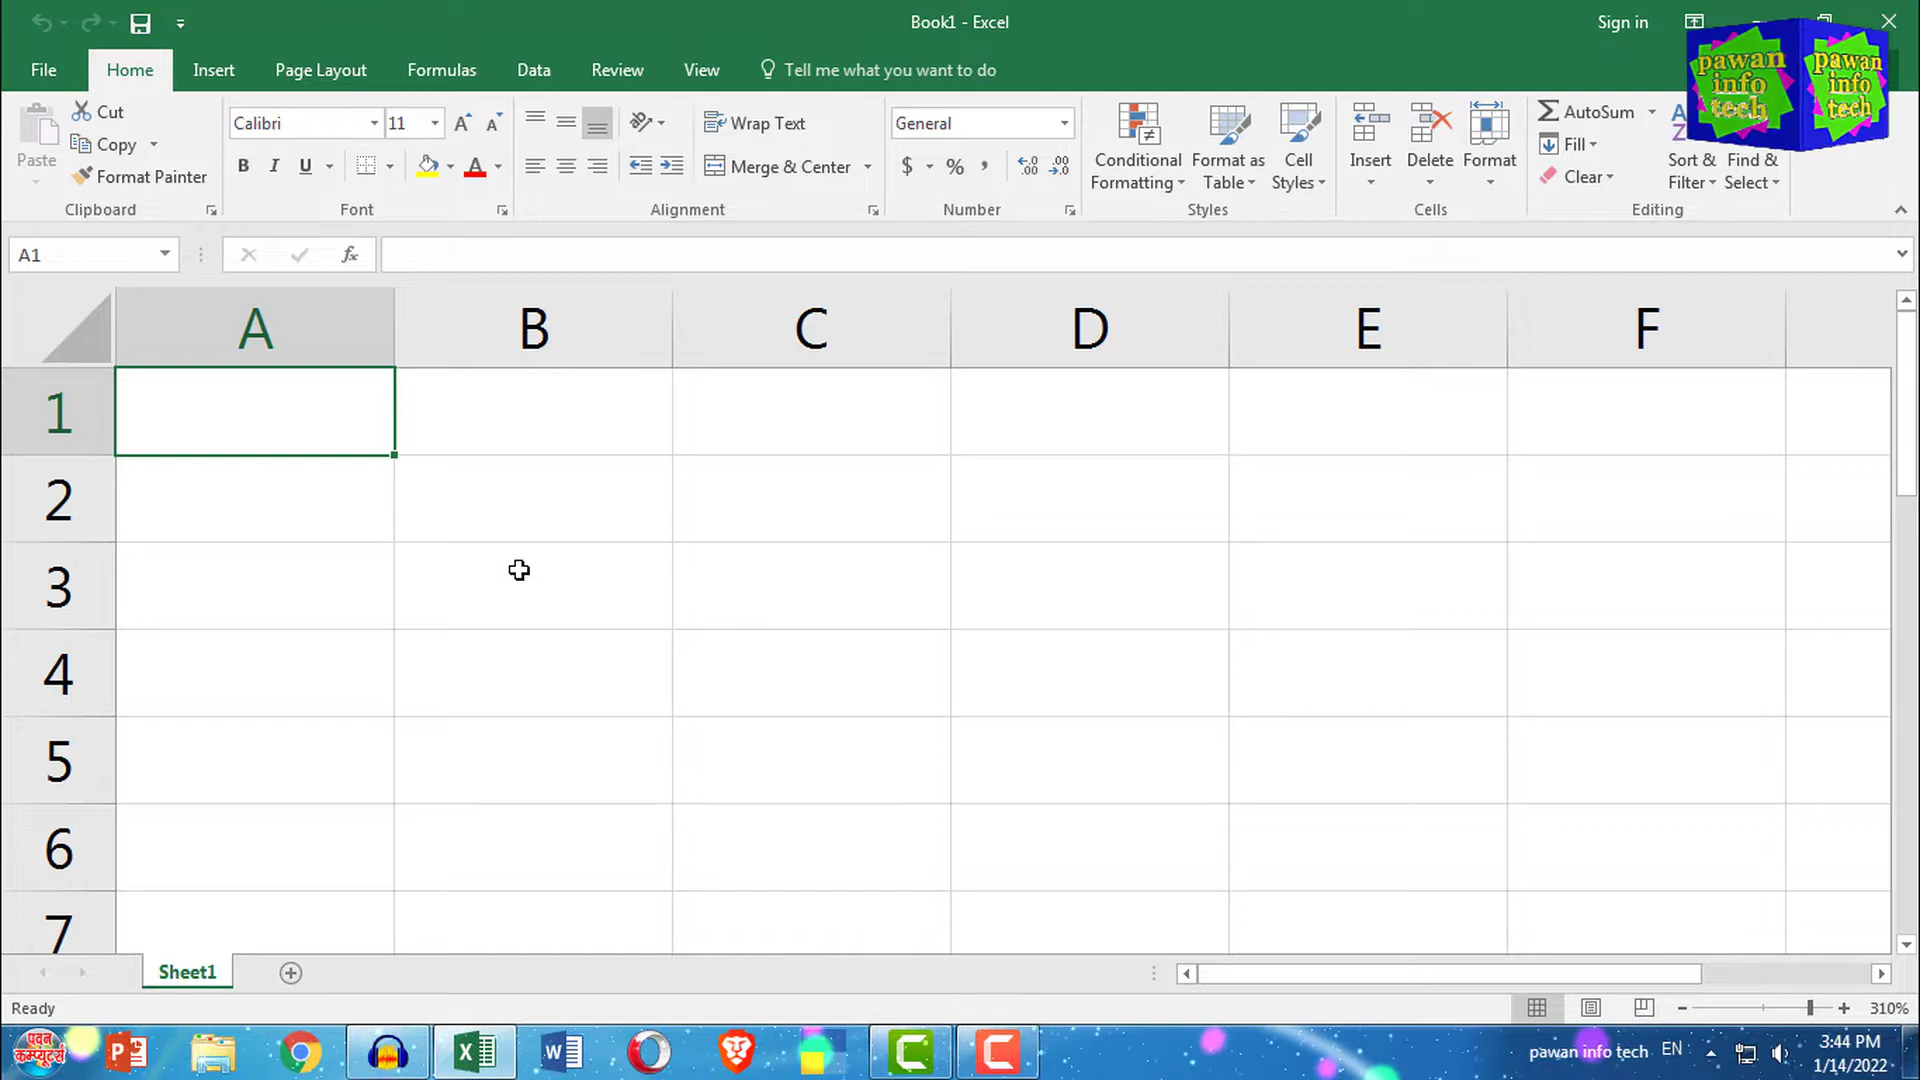 Book1 - Excel
Sign in
File Home Insert Page Layout Formulas Data Review View Tell me what you want to do
pawan info tech
pawan info tech
Paste
Cut
Copy
Format Painter
Clipboard
Calibri 11
B I U A
Font
Wrap Text
Merge & Center
Alignment
General
$ % ,
Number
Conditional Formatting
Format as Table
Cell Styles
Styles
Insert
Delete
Format
Cells
AutoSum
Fill
Clear
Sort & Filter
Find & Select
Editing
A1 fx
A B C D E F
1
2
3
4
5
6
7
Sheet1
Ready
310%
पवन कम्प्यूटर्स
pawan info tech EN
3:44 PM
1/14/2022